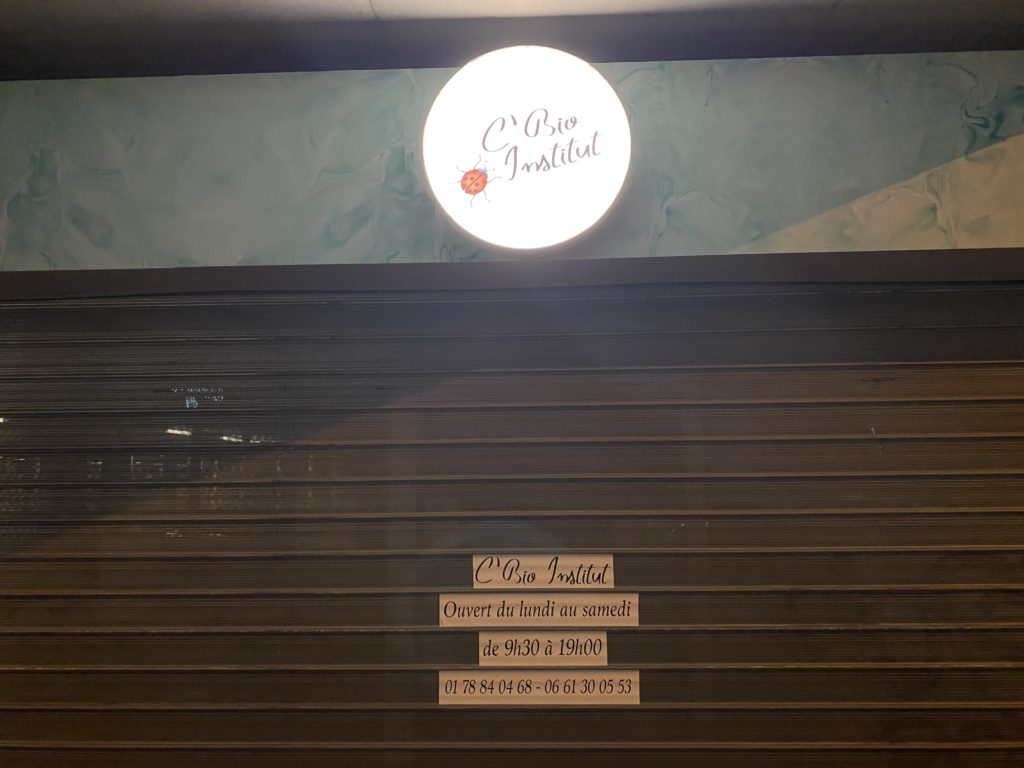 C'Bio
Institut
C'Bio Institut
Ouvert du lundi au samedi
de 9h30 à 19h00
01 78 84 04 68 - 06 61 30 05 53